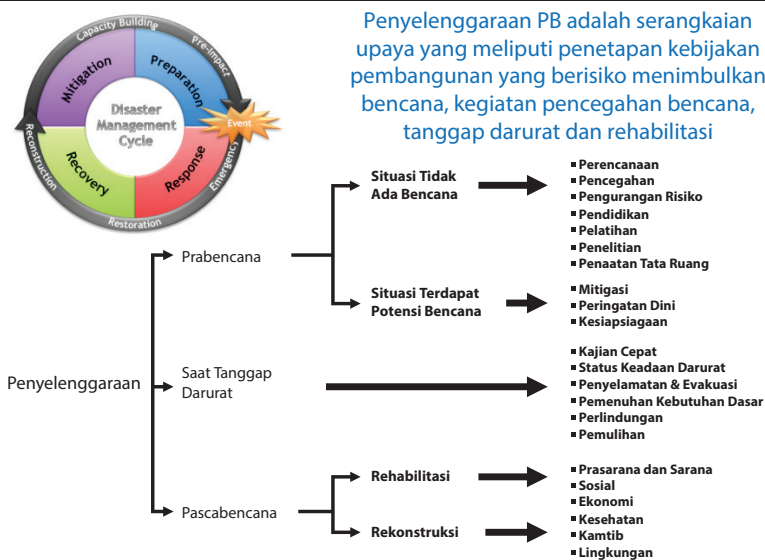 Penyelenggaraan PB adalah serangkaian
upaya yang meliputi penetapan kebijakan
pembangunan yang berisiko menimbulkan
bencana, kegiatan pencegahan bencana,
tanggap darurat dan rehabilitasi
Capacity Building
Pre-Impact
Mitigation
Preparation
Disaster
Management
Cycle
Event
Reconstruction
Recovery
Response
Emergency
Restoration
Penyelenggaraan
Prabencana
Situasi Tidak
Ada Bencana
▪ Perencanaan
▪ Pencegahan
▪ Pengurangan Risiko
▪ Pendidikan
▪ Pelatihan
▪ Penelitian
▪ Penaatan Tata Ruang
Situasi Terdapat
Potensi Bencana
▪ Mitigasi
▪ Peringatan Dini
▪ Kesiapsiagaan
Saat Tanggap
Darurat
▪ Kajian Cepat
▪ Status Keadaan Darurat
▪ Penyelamatan & Evakuasi
▪ Pemenuhan Kebutuhan Dasar
▪ Perlindungan
▪ Pemulihan
Pascabencana
Rehabilitasi
Rekonstruksi
▪ Prasarana dan Sarana
▪ Sosial
▪ Ekonomi
▪ Kesehatan
▪ Kamtib
▪ Lingkungan